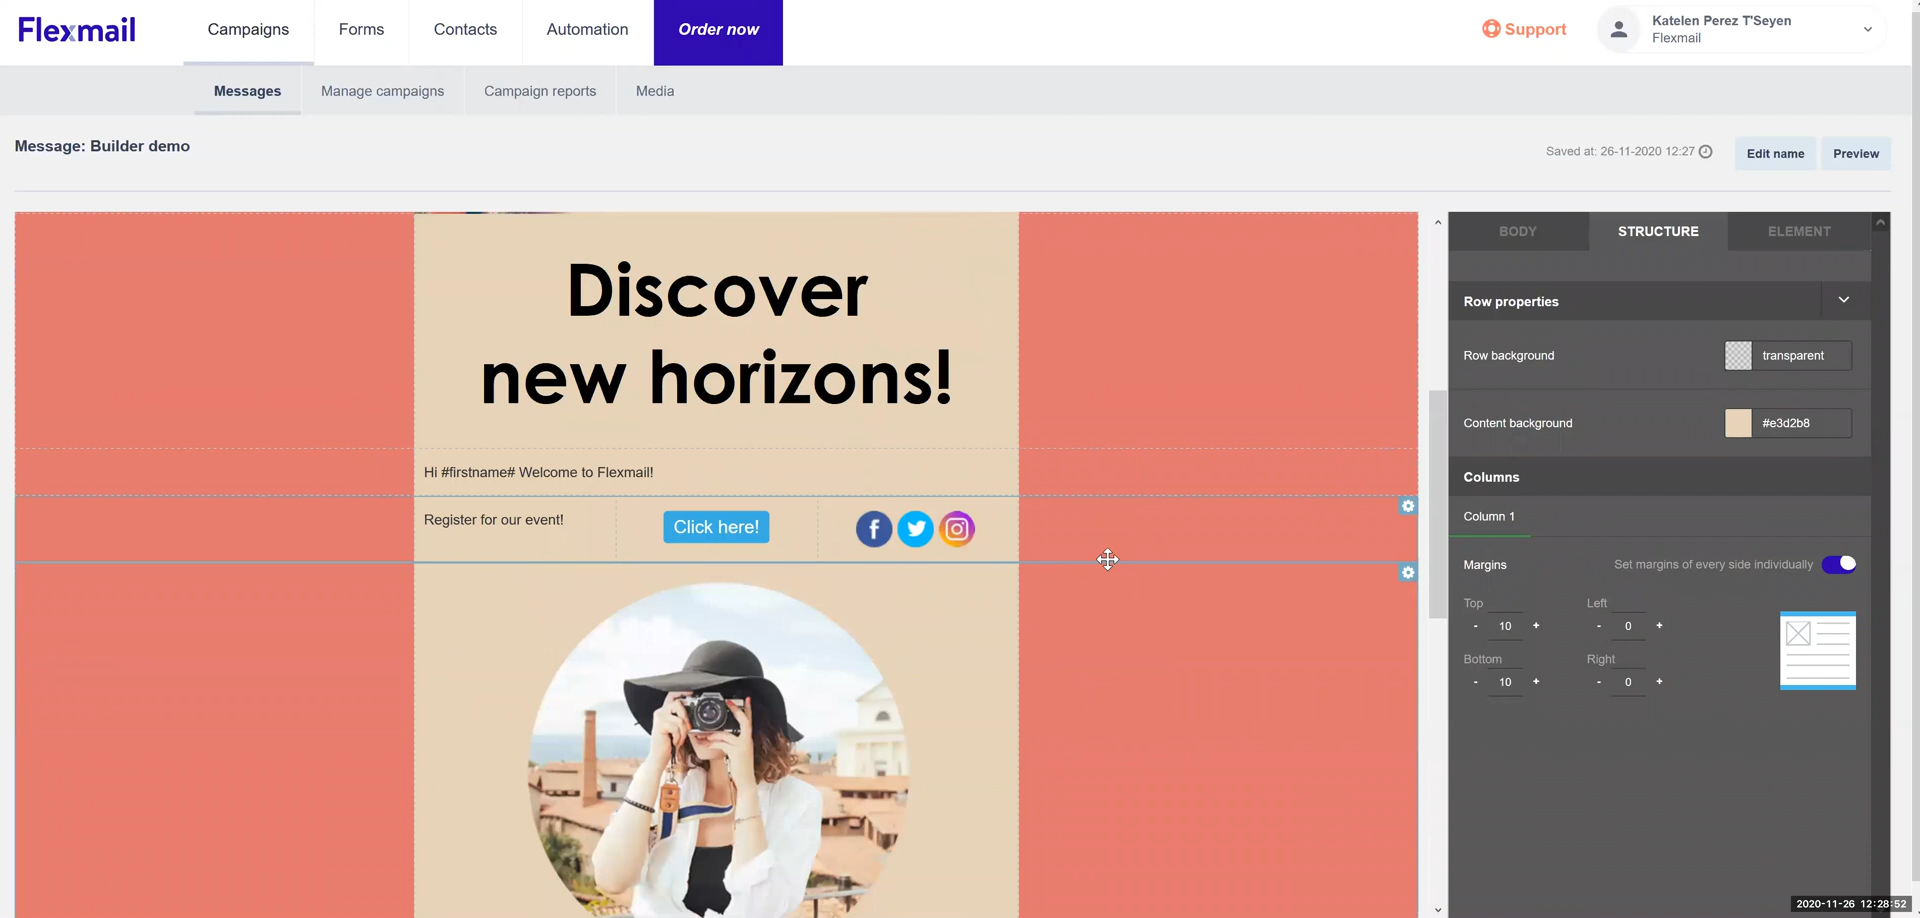 Flexmail
Campaigns
Forms
Contacts
Automation
Order now
Support
Katelen Perez T'Seyen
Flexmail
Messages
Manage campaigns
Campaign reports
Media
Message: Builder demo
Saved at: 26-11-2020 12:27
Edit name
Preview
Discover
new horizons!
Hi #firstname# Welcome to Flexmail!
Register for our event!
Click here!
BODY
STRUCTURE
ELEMENT
Row properties
Row background
transparent
Content background
#e3d2b8
Columns
Column 1
Margins
Set margins of every side individually
Top
Left
- 10 +
- 0 +
Bottom
Right
- 10 +
- 0 +
2020-11-26 12:28:52